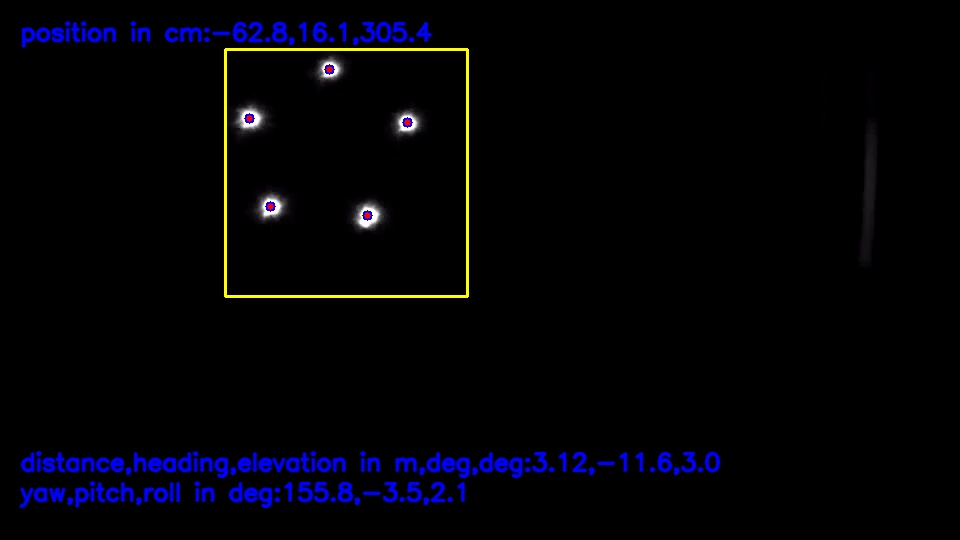 position in cm:-62.8,16.1,305.4
distance,heading,elevation in m,deg,deg:3.12,-11.6,3.0
yaw,pitch,roll in deg:155.8,-3.5,2.1